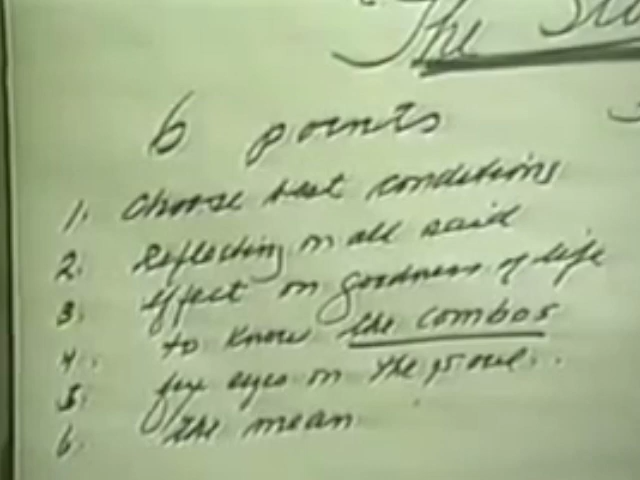 The
6 points
1. Choose best conditions
2. Reflecting on all said
3. effect on goodness of life
4. to know the combos
5. fix eyes on the soul.
6. the mean